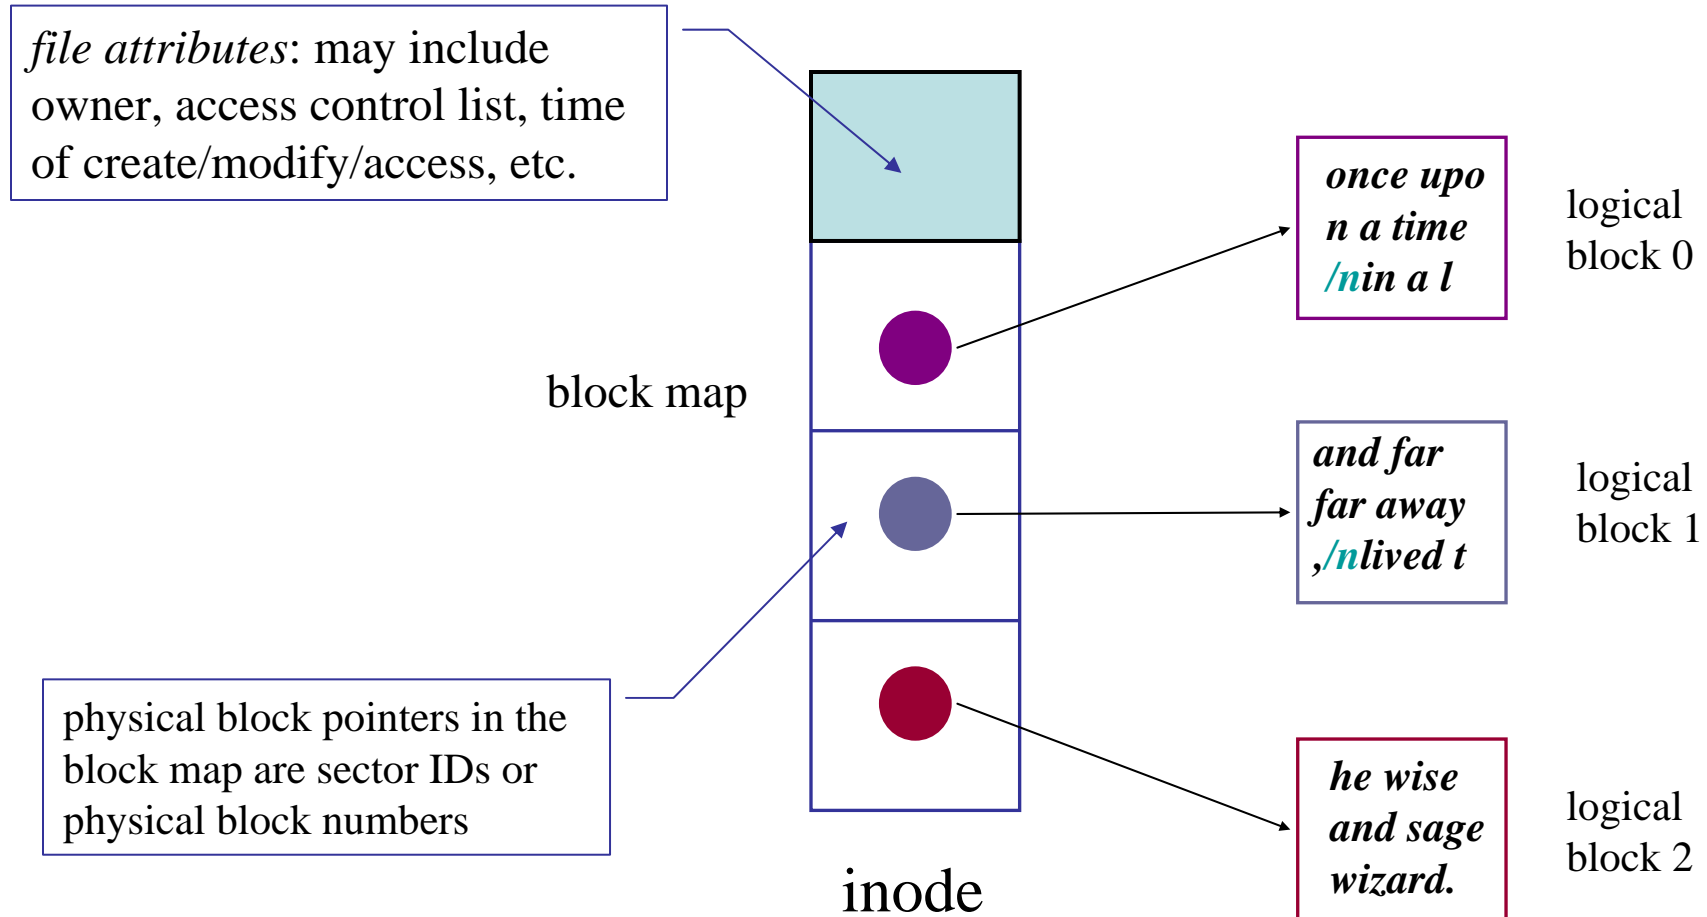 file attributes: may include
owner, access control list, time
of create/modify/access, etc.
once upo
n a time
/nin a l
logical
block 0
block map
and far
far away
,/nlived t
logical
block 1
physical block pointers in the
block map are sector IDs or
physical block numbers
he wise
and sage
wizard.
logical
block 2
inode